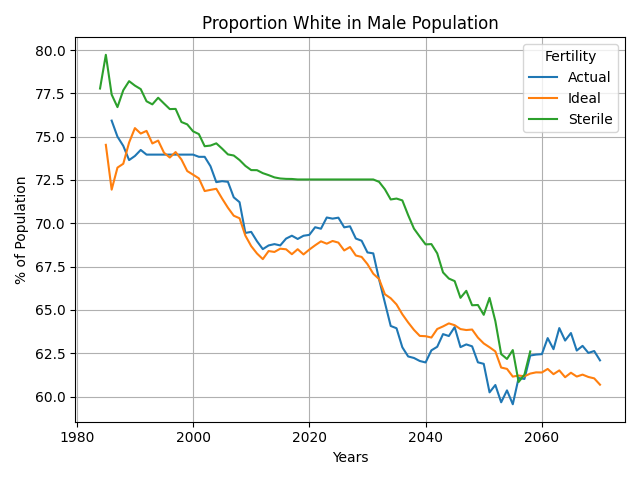 Proportion White in Male Population
Fertility
Actual
Ideal
Sterile
% of Population
80.0
77.5
75.0
72.5
70.0
67.5
65.0
62.5
60.0
1980
2000
2020
2040
2060
Years